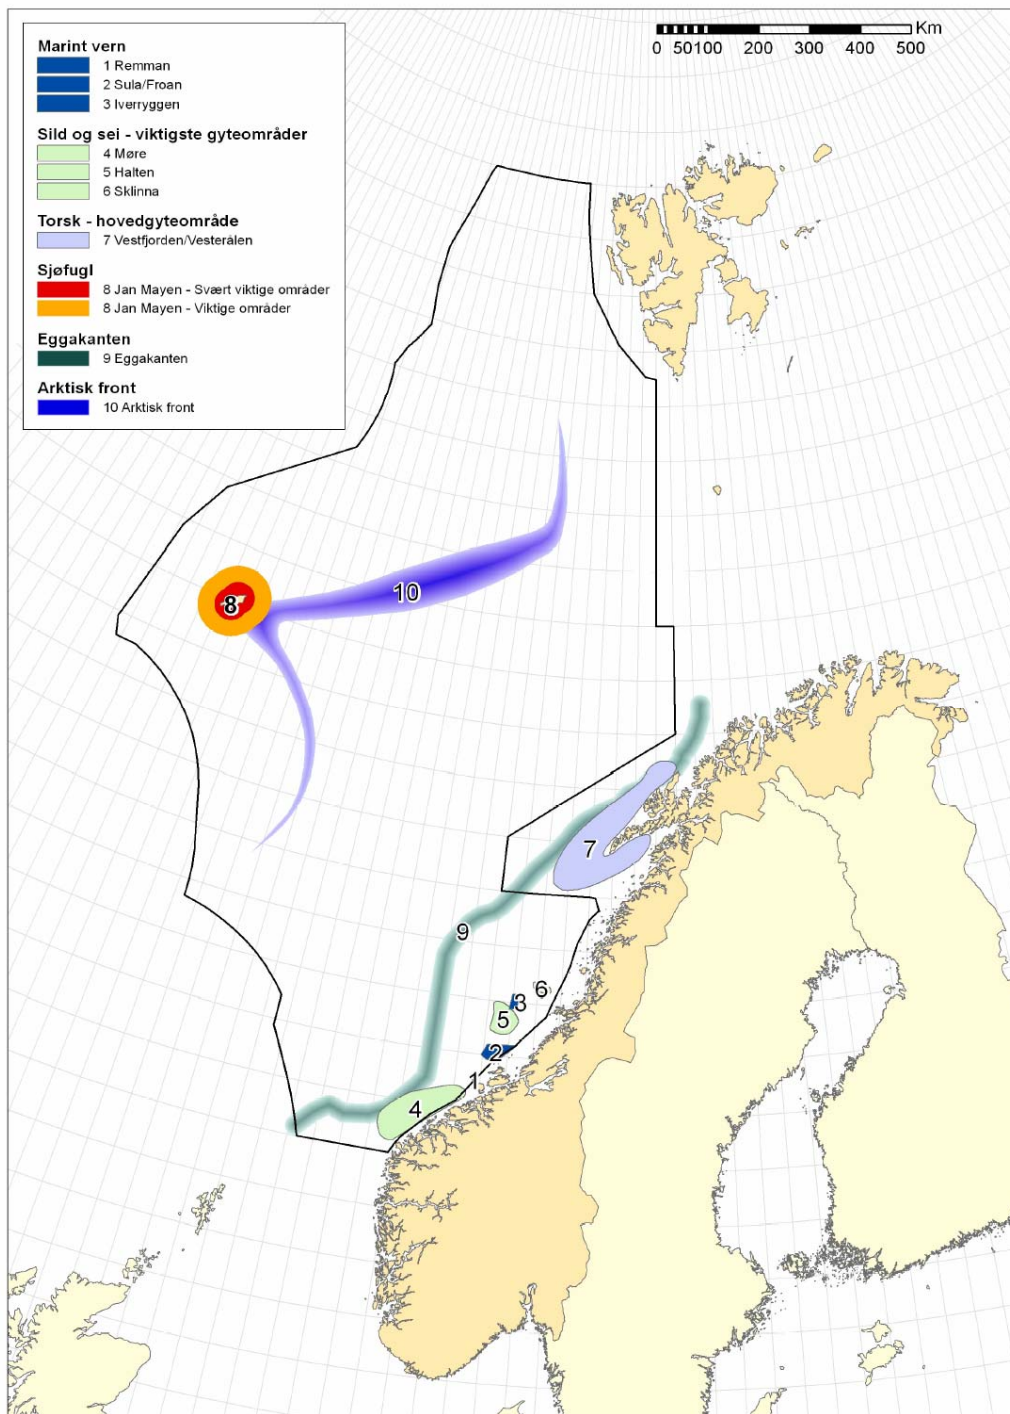 Marint vern
1 Remman
2 Sula/Froan
3 Iverryggen
Sild og sei - viktigste gyteområder
4 Møre
5 Halten
6 Sklinna
Torsk - hovedgyteområde
7 Vestfjorden/Vesterålen
Sjøfugl
8 Jan Mayen - Svært viktige områder
8 Jan Mayen - Viktige områder
Eggakanten
9 Eggakanten
Arktisk front
10 Arktisk front
Km
0 50 100 200 300 400 500
10
8
7
9
6
3
5
2
1
4